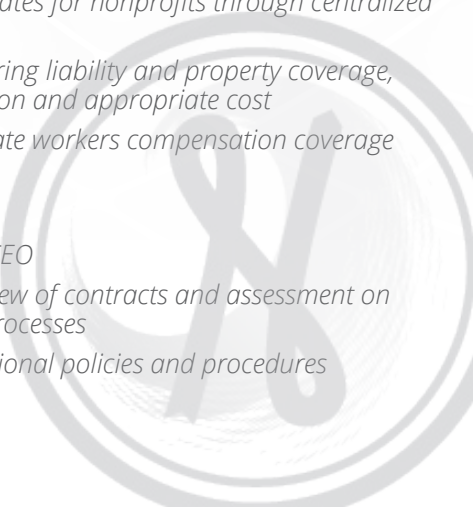 ates for nonprofits through centralized
ring liability and property coverage,
on and appropriate cost
ate workers compensation coverage
EO
ew of contracts and assessment on
rocesses
ional policies and procedures